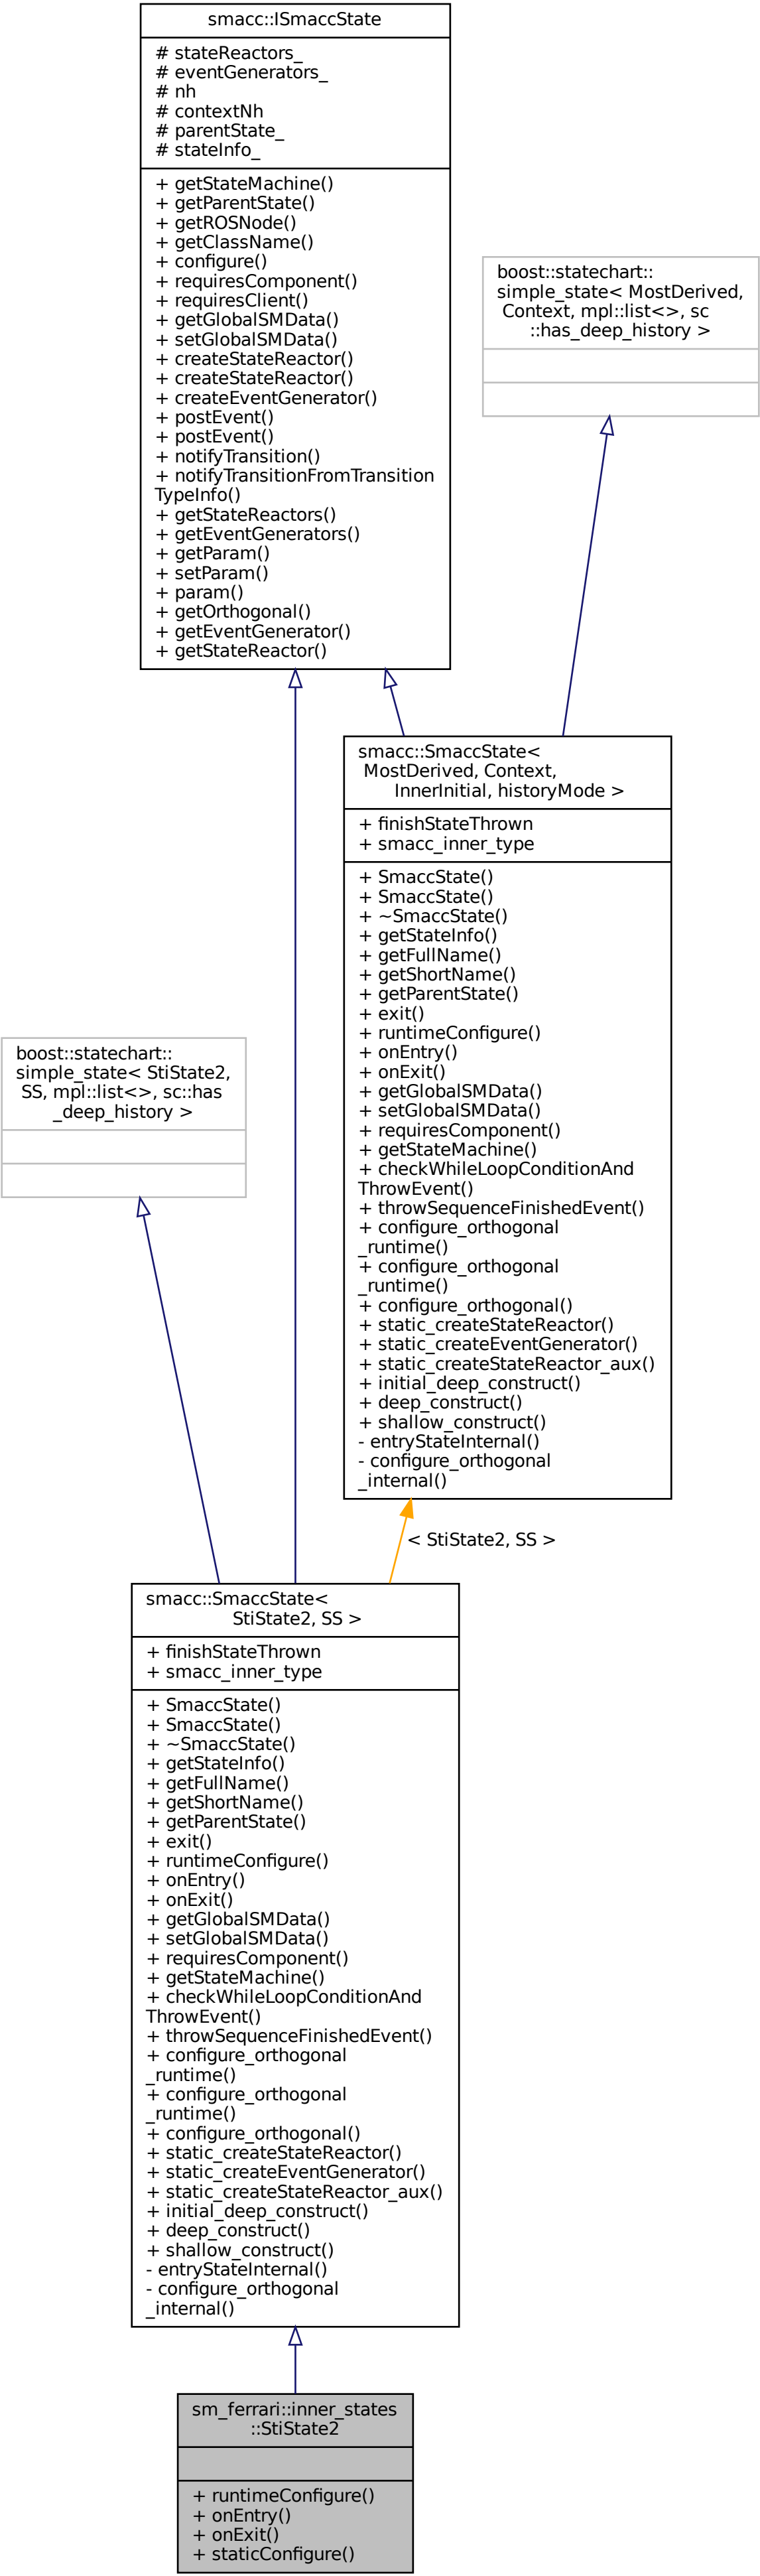 smacc::ISmaccState
# stateReactors_
# eventGenerators_
# nh
# contextNh
# parentState_
# stateInfo_
+ getStateMachine()
+ getParentState()
+ getROSNode()
+ getClassName()
+ configure()
+ requiresComponent()
+ requiresClient()
+ getGlobalSMData()
+ setGlobalSMData()
+ createStateReactor()
+ createStateReactor()
+ createEventGenerator()
+ postEvent()
+ postEvent()
+ notifyTransition()
+ notifyTransitionFromTransition
TypeInfo()
+ getStateReactors()
+ getEventGenerators()
+ getParam()
+ setParam()
+ param()
+ getOrthogonal()
+ getEventGenerator()
+ getStateReactor()
boost::statechart::
simple_state< MostDerived,
Context, mpl::list<>, sc
::has_deep_history >
smacc::SmaccState<
MostDerived, Context,
InnerInitial, historyMode >
+ finishStateThrown
+ smacc_inner_type
+ SmaccState()
+ SmaccState()
+ ~SmaccState()
+ getStateInfo()
+ getFullName()
+ getShortName()
+ getParentState()
+ exit()
+ runtimeConfigure()
+ onEntry()
+ onExit()
+ getGlobalSMData()
+ setGlobalSMData()
+ requiresComponent()
+ getStateMachine()
+ checkWhileLoopConditionAnd
ThrowEvent()
+ throwSequenceFinishedEvent()
+ configure_orthogonal
_runtime()
+ configure_orthogonal
_runtime()
+ configure_orthogonal()
+ static_createStateReactor()
+ static_createEventGenerator()
+ static_createStateReactor_aux()
+ initial_deep_construct()
+ deep_construct()
+ shallow_construct()
- entryStateInternal()
- configure_orthogonal
_internal()
boost::statechart::
simple_state< StiState2,
SS, mpl::list<>, sc::has
_deep_history >
< StiState2, SS >
smacc::SmaccState<
StiState2, SS >
+ finishStateThrown
+ smacc_inner_type
+ SmaccState()
+ SmaccState()
+ ~SmaccState()
+ getStateInfo()
+ getFullName()
+ getShortName()
+ getParentState()
+ exit()
+ runtimeConfigure()
+ onEntry()
+ onExit()
+ getGlobalSMData()
+ setGlobalSMData()
+ requiresComponent()
+ getStateMachine()
+ checkWhileLoopConditionAnd
ThrowEvent()
+ throwSequenceFinishedEvent()
+ configure_orthogonal
_runtime()
+ configure_orthogonal
_runtime()
+ configure_orthogonal()
+ static_createStateReactor()
+ static_createEventGenerator()
+ static_createStateReactor_aux()
+ initial_deep_construct()
+ deep_construct()
+ shallow_construct()
- entryStateInternal()
- configure_orthogonal
_internal()
sm_ferrari::inner_states
::StiState2
+ runtimeConfigure()
+ onEntry()
+ onExit()
+ staticConfigure()